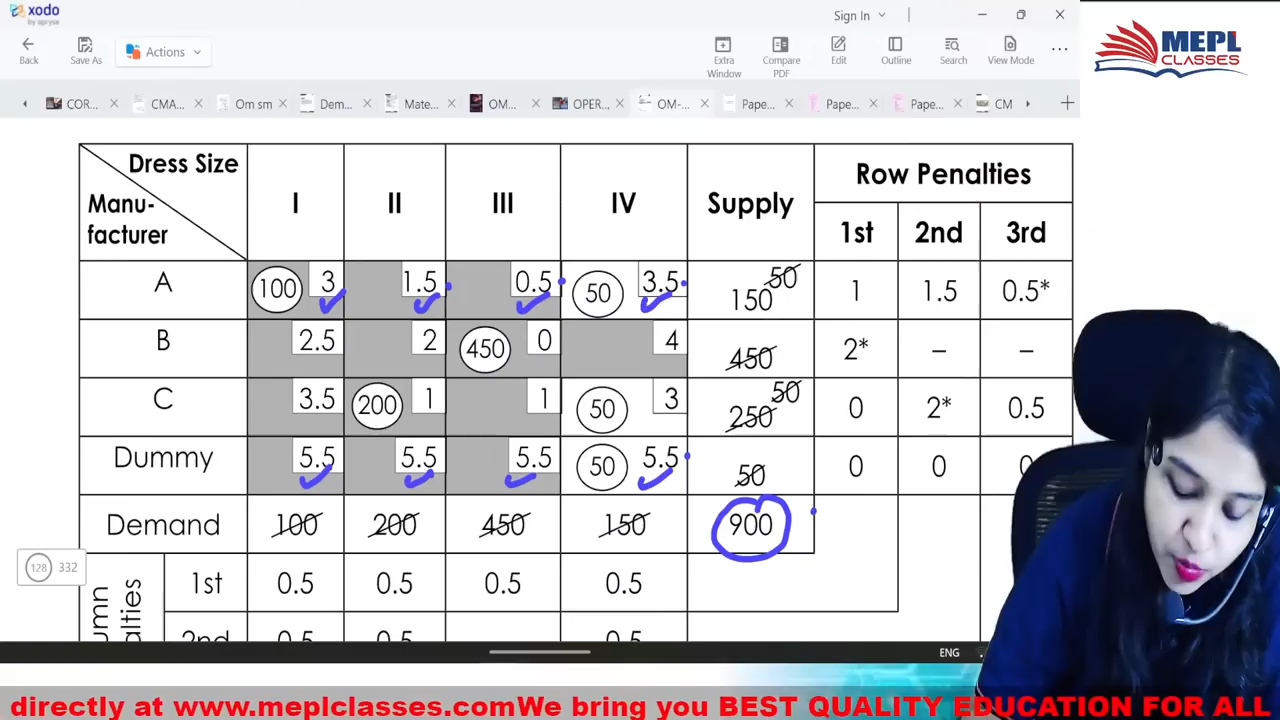 xodo
by apryse
Sign In
Back
Save As
Actions
Extra Window
Compare PDF
Edit
Outline
Search
View Mode
MEPL
CLASSES
COR...
CMA...
Om sm
Dem...
Mate...
OM...
OPER...
OM-...
Pape...
Pape...
Pape...
CM
Dress Size
Manu-
facturer
I II III IV Supply Row Penalties
1st 2nd 3rd
A 100 3 1.5 0.5 50 3.5 150 50 1 1.5 0.5*
B 2.5 2 450 0 4 450 2* – –
C 3.5 200 1 1 50 3 250 50 0 2* 0.5
Dummy 5.5 5.5 5.5 50 5.5 50 0 0
Demand 100 200 450 150 900
128 332
1st 0.5 0.5 0.5 0.5
ENG
directly at www.meplclasses.comWe bring you BEST QUALITY EDUCATION FOR ALL